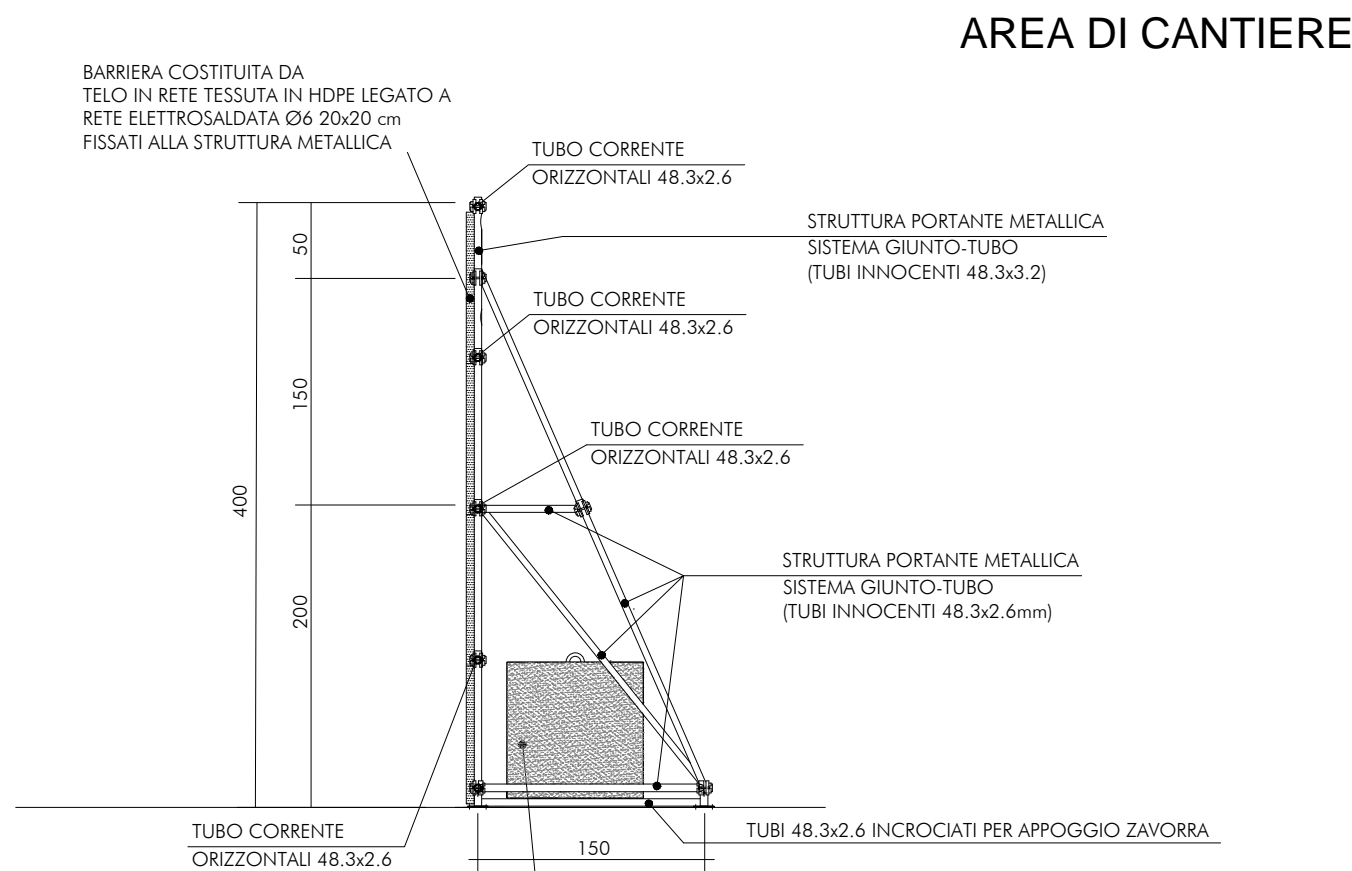 AREA DI CANTIERE
BARRIERA COSTITUITA DA
TELO IN RETE TESSUTA IN HDPE LEGATO A
RETE ELETTROSALDATA Ø6 20x20 cm
FISSATI ALLA STRUTTURA METALLICA
TUBO CORRENTE
ORIZZONTALI 48.3x2.6
STRUTTURA PORTANTE METALLICA
SISTEMA GIUNTO-TUBO
(TUBI INNOCENTI 48.3x3.2)
50
TUBO CORRENTE
ORIZZONTALI 48.3x2.6
150
TUBO CORRENTE
ORIZZONTALI 48.3x2.6
400
STRUTTURA PORTANTE METALLICA
SISTEMA GIUNTO-TUBO
(TUBI INNOCENTI 48.3x2.6mm)
200
TUBO CORRENTE
ORIZZONTALI 48.3x2.6
150
TUBI 48.3x2.6 INCROCIATI PER APPOGGIO ZAVORRA